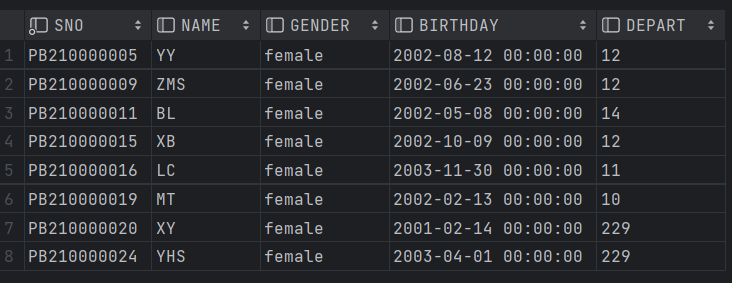 SNO NAME GENDER BIRTHDAY DEPART
1 PB210000005 YY female 2002-08-12 00:00:00 12
2 PB210000009 ZMS female 2002-06-23 00:00:00 12
3 PB210000011 BL female 2002-05-08 00:00:00 14
4 PB210000015 XB female 2002-10-09 00:00:00 12
5 PB210000016 LC female 2003-11-30 00:00:00 11
6 PB210000019 MT female 2002-02-13 00:00:00 10
7 PB210000020 XY female 2001-02-14 00:00:00 229
8 PB210000024 YHS female 2003-04-01 00:00:00 229